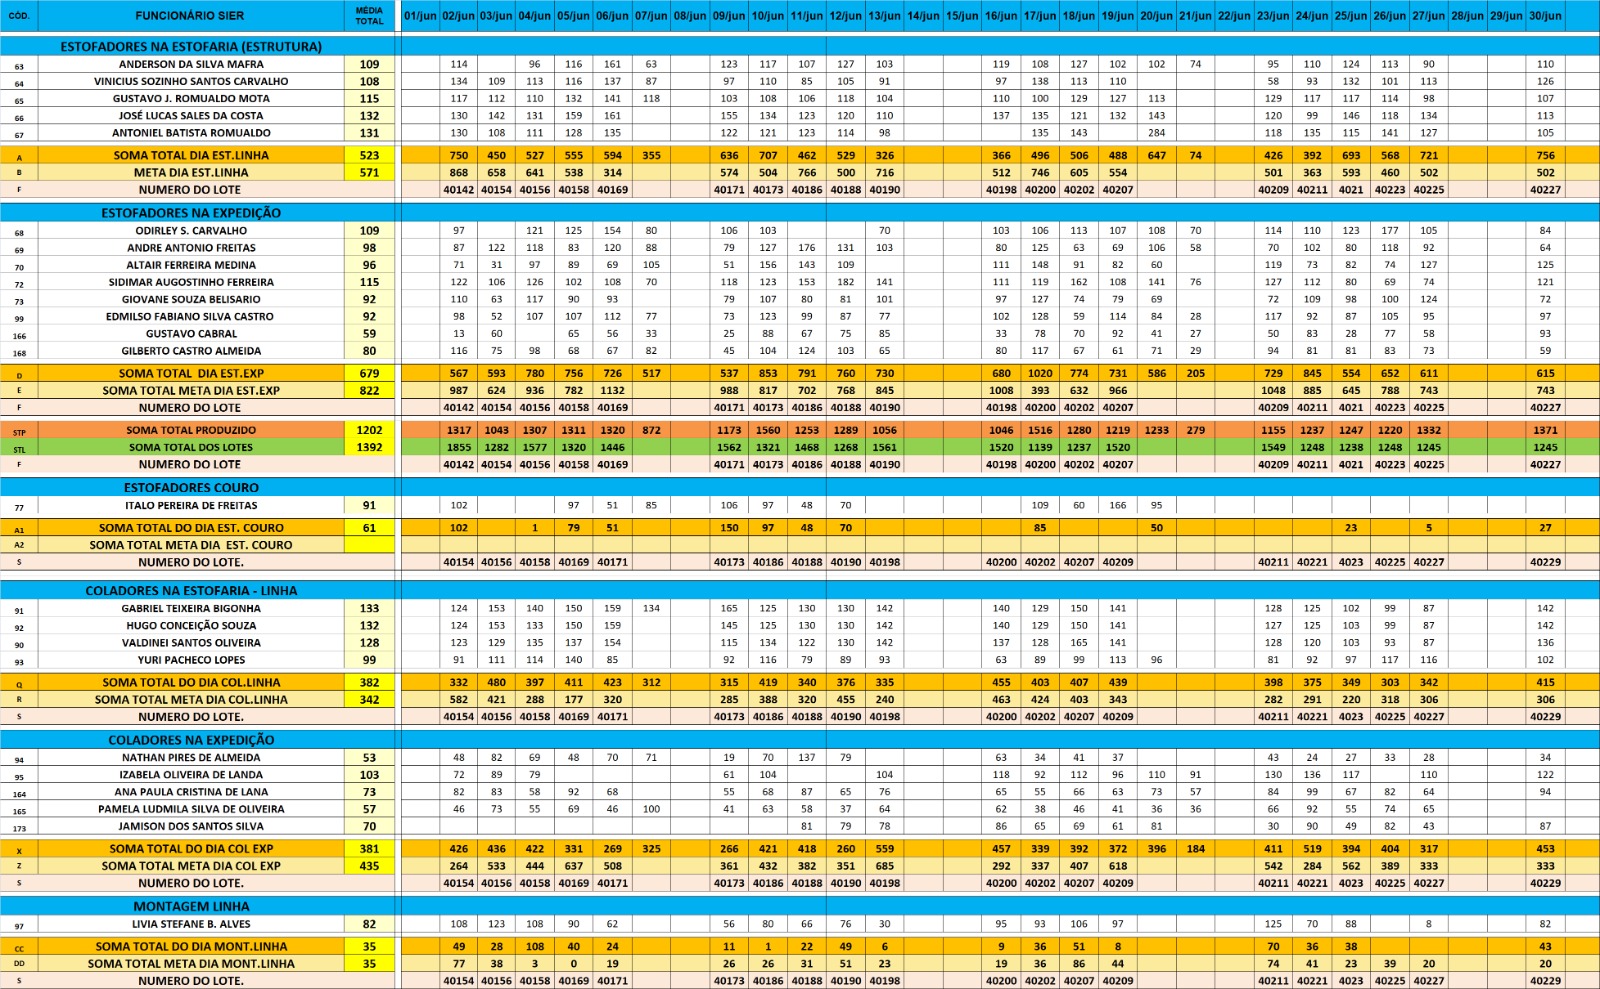 CÓD. FUNCIONÁRIO SIER MÉDIA TOTAL 01/jun 02/jun 03/jun 04/jun 05/jun 06/jun 07/jun 08/jun 09/jun 10/jun 11/jun 12/jun 13/jun 14/jun 15/jun 16/jun 17/jun 18/jun 19/jun 20/jun 21/jun 22/jun 23/jun 24/jun 25/jun 26/jun 27/jun 28/jun 29/jun 30/jun
ESTOFADORES NA ESTOFARIA (ESTRUTURA)
63 ANDERSON DA SILVA MAFRA 109 114 96 116 161 63 123 117 107 127 103 119 108 127 102 102 74 95 110 124 113 90 110
64 VINICIUS SOZINHO SANTOS CARVALHO 108 134 109 113 116 137 87 97 110 85 105 91 97 138 113 110 58 93 132 101 113 126
65 GUSTAVO J. ROMUALDO MOTA 115 117 112 110 132 141 118 103 108 106 118 104 110 100 129 127 113 129 117 117 114 98 107
66 JOSÉ LUCAS SALES DA COSTA 132 130 142 131 159 161 155 134 123 120 110 137 135 121 132 143 120 99 146 118 134 113
67 ANTONIEL BATISTA ROMUALDO 131 130 108 111 128 135 122 121 123 114 98 135 143 284 118 135 115 141 127 105
A SOMA TOTAL DIA EST.LINHA 523 750 450 527 555 594 355 636 707 462 529 326 366 496 506 488 647 74 426 392 693 568 721 756
B META DIA EST.LINHA 571 868 658 641 538 314 574 504 766 500 716 512 746 605 554 501 363 593 460 502 502
F NUMERO DO LOTE 40142 40154 40156 40158 40169 40171 40173 40186 40188 40190 40198 40200 40202 40207 40209 40211 4021 40223 40225 40227
ESTOFADORES NA EXPEDIÇÃO
68 ODIRLEY S. CARVALHO 109 97 121 125 154 80 106 103 70 103 106 113 107 108 70 114 110 123 177 105 84
69 ANDRE ANTONIO FREITAS 98 87 122 118 83 120 88 79 127 176 131 103 80 125 63 69 106 58 70 102 80 118 92 64
70 ALTAIR FERREIRA MEDINA 96 71 31 97 89 69 105 51 156 143 109 111 148 91 82 60 119 73 82 74 127 125
72 SIDIMAR AUGOSTINHO FERREIRA 115 122 106 126 102 108 70 118 123 153 182 141 111 119 162 108 141 76 127 112 80 69 74 121
73 GIOVANE SOUZA BELISARIO 92 110 63 117 90 93 79 107 80 81 101 97 127 74 79 69 72 109 98 100 124 72
99 EDMILSO FABIANO SILVA CASTRO 92 98 52 107 107 112 77 73 123 99 87 77 102 128 59 114 84 28 117 92 87 105 95 97
166 GUSTAVO CABRAL 59 13 60 65 56 33 25 88 67 75 85 33 78 70 92 41 27 50 83 28 77 58 93
168 GILBERTO CASTRO ALMEIDA 80 116 75 98 68 67 82 45 104 124 103 65 80 117 67 61 71 29 94 81 81 83 73 59
D SOMA TOTAL DIA EST.EXP 679 567 593 780 756 726 517 537 853 791 760 730 680 1020 774 731 586 205 729 845 554 652 611 615
E SOMA TOTAL META DIA EST.EXP 822 987 624 936 782 1132 988 817 702 768 845 1008 393 632 966 1048 885 645 788 743 743
F NUMERO DO LOTE 40142 40154 40156 40158 40169 40171 40173 40186 40188 40190 40198 40200 40202 40207 40209 40211 4021 40223 40225 40227
STP SOMA TOTAL PRODUZIDO 1202 1317 1043 1307 1311 1320 872 1173 1560 1253 1289 1056 1046 1516 1280 1219 1233 279 1155 1237 1247 1220 1332 1371
STL SOMA TOTAL DOS LOTES 1392 1855 1282 1577 1320 1446 1562 1321 1468 1268 1561 1520 1139 1237 1520 1549 1248 1238 1248 1245 1245
F NUMERO DO LOTE 40142 40154 40156 40158 40169 40171 40173 40186 40188 40190 40198 40200 40202 40207 40209 40211 4021 40223 40225 40227
ESTOFADORES COURO
77 ITALO PEREIRA DE FREITAS 91 102 97 51 85 106 97 48 70 109 60 166 95
A1 SOMA TOTAL DO DIA EST. COURO 61 102 1 79 51 150 97 48 70 85 50 23 5 27
A2 SOMA TOTAL META DIA EST. COURO
S NUMERO DO LOTE. 40154 40156 40158 40169 40171 40173 40186 40188 40190 40198 40200 40202 40207 40209 40211 40221 4023 40225 40227 40229
COLADORES NA ESTOFARIA - LINHA
91 GABRIEL TEIXEIRA BIGONHA 133 124 153 140 150 159 134 165 125 130 130 142 140 129 150 141 128 125 102 99 87 142
92 HUGO CONCEIÇÃO SOUZA 132 124 153 133 150 159 145 125 130 130 142 140 129 150 141 127 125 103 99 87 142
90 VALDINEI SANTOS OLIVEIRA 128 123 129 135 137 154 115 134 122 130 142 137 128 165 141 128 120 103 93 87 136
93 YURI PACHECO LOPES 99 91 111 114 140 85 92 116 79 89 93 63 89 99 113 96 81 92 97 117 116 102
Q SOMA TOTAL DO DIA COL.LINHA 382 332 480 397 411 423 312 315 419 340 376 335 455 403 407 439 398 375 349 303 342 415
R SOMA TOTAL META DIA COL.LINHA 342 582 421 288 177 320 285 388 320 455 240 463 424 403 343 282 291 220 318 306 306
S NUMERO DO LOTE. 40154 40156 40158 40169 40171 40173 40186 40188 40190 40198 40200 40202 40207 40209 40211 40221 4023 40225 40227 40229
COLADORES NA EXPEDIÇÃO
94 NATHAN PIRES DE ALMEIDA 53 48 82 69 48 70 71 19 70 137 79 63 34 41 37 43 24 27 33 28 34
95 IZABELA OLIVEIRA DE LANDA 103 72 89 79 61 104 104 118 92 112 96 110 91 130 136 117 110 122
164 ANA PAULA CRISTINA DE LANA 73 82 83 58 92 68 55 68 87 65 76 65 55 66 63 73 57 84 99 67 82 64 94
165 PAMELA LUDMILA SILVA DE OLIVEIRA 57 46 73 55 69 46 100 41 63 58 37 64 62 38 46 41 36 36 66 92 55 74 65
173 JAMISON DOS SANTOS SILVA 70 81 79 78 86 65 69 61 81 30 90 49 82 43 87
X SOMA TOTAL DO DIA COL EXP 381 426 436 422 331 269 325 266 421 418 260 559 457 339 392 372 396 184 411 519 394 404 317 453
Z SOMA TOTAL META DIA COL EXP 435 264 533 444 637 508 361 432 382 351 685 292 337 407 618 542 284 562 389 333 333
S NUMERO DO LOTE. 40154 40156 40158 40169 40171 40173 40186 40188 40190 40198 40200 40202 40207 40209 40211 40221 4023 40225 40227 40229
MONTAGEM LINHA
97 LIVIA STEFANE B. ALVES 82 108 123 108 90 62 56 80 66 76 30 95 93 106 97 125 70 88 8 82
CC SOMA TOTAL DO DIA MONT.LINHA 35 49 28 108 40 24 11 1 22 49 6 9 36 51 8 70 36 38 43
DD SOMA TOTAL META DIA MONT.LINHA 35 77 38 3 0 19 26 26 31 51 23 19 36 86 44 74 41 23 39 20 20
S NUMERO DO LOTE. 40154 40156 40158 40169 40171 40173 40186 40188 40190 40198 40200 40202 40207 40209 40211 40221 4023 40225 40227 40229